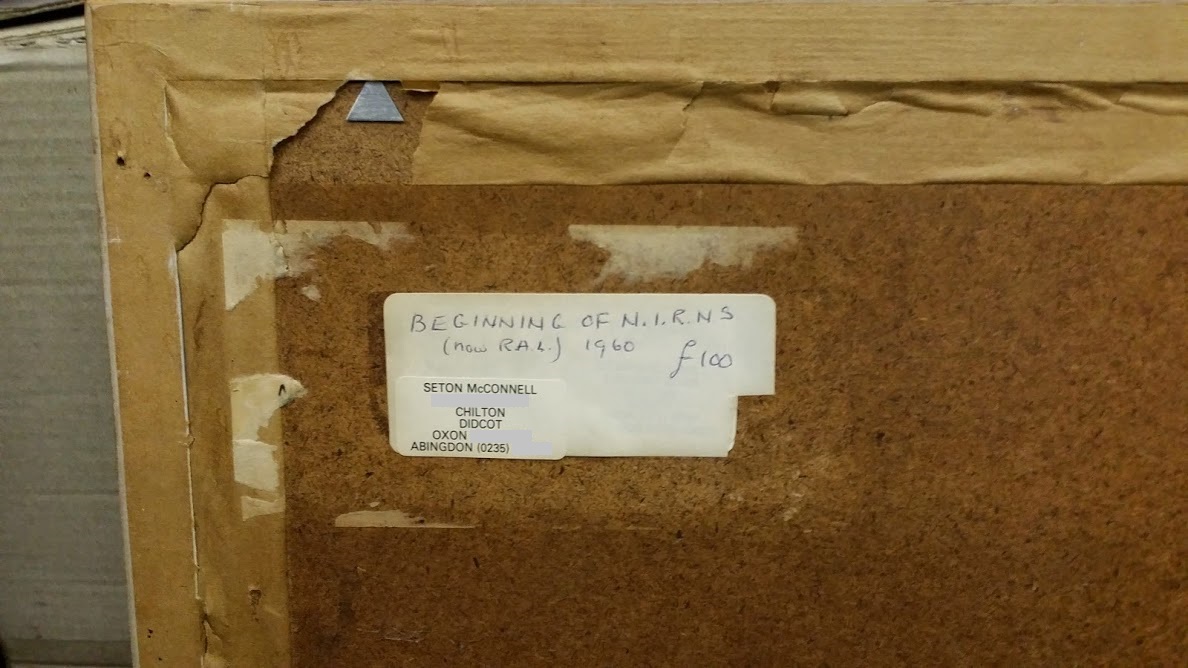 BEGINNING OF N.I.R.N S
(now R.A.L.) 1960 £100
SETON McCONNELL
CHILTON
DIDCOT
OXON
ABINGDON (0235)